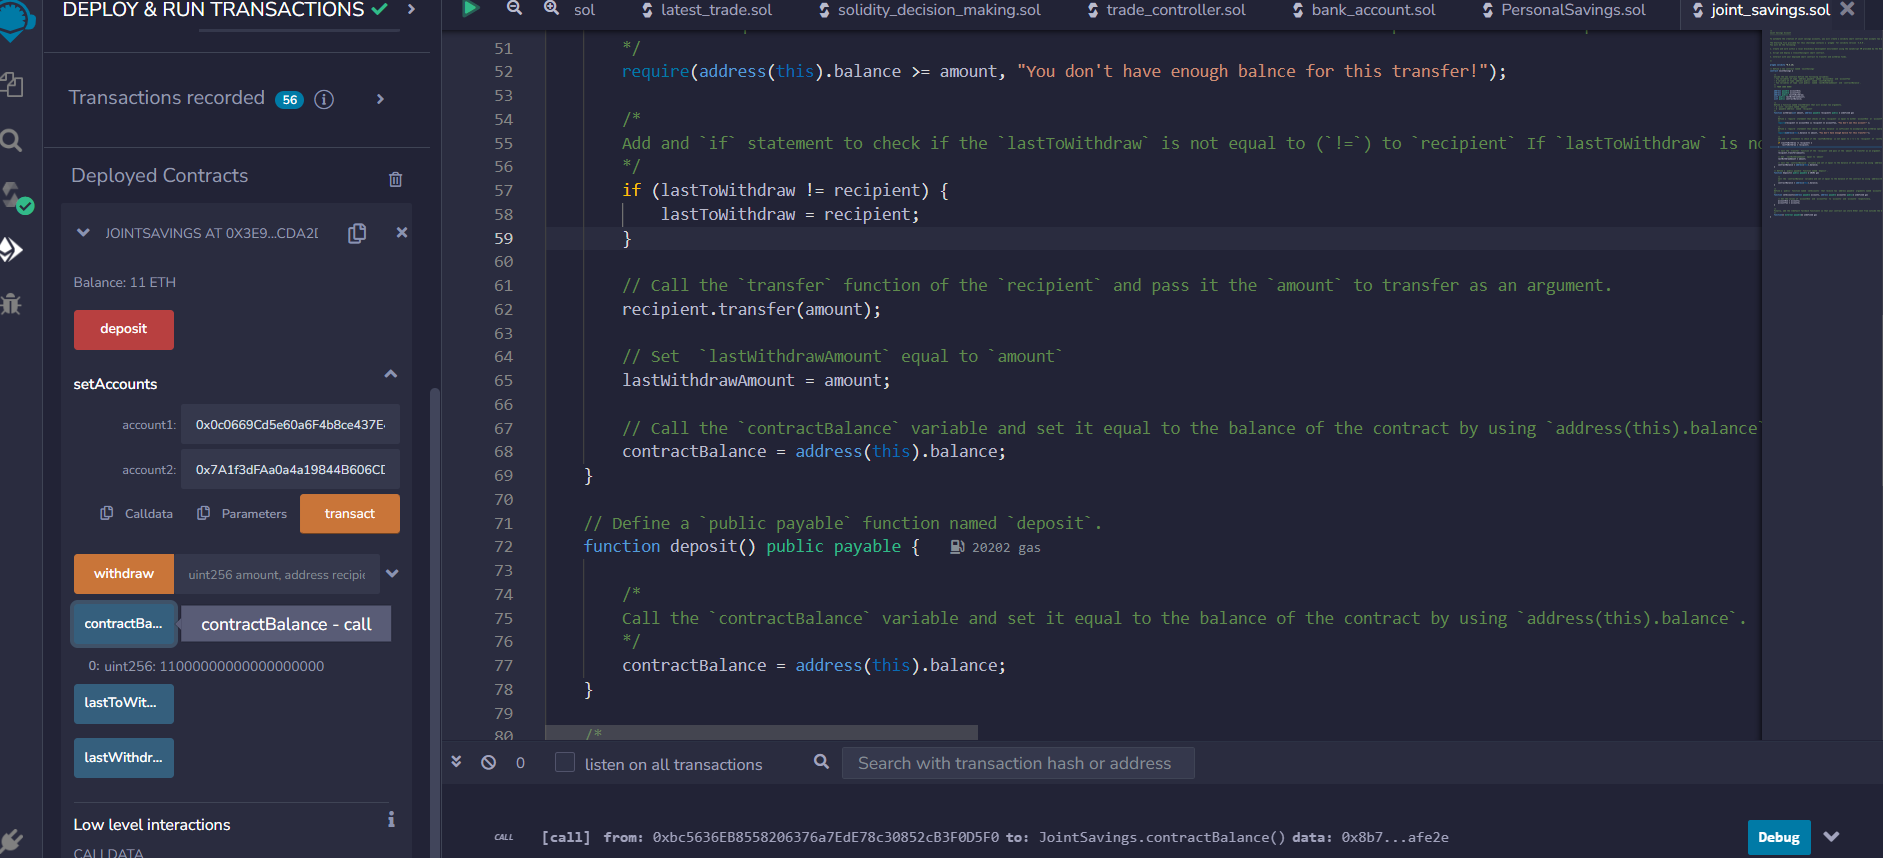 DEPLOY & RUN TRANSACTIONS
Transactions recorded 56
Deployed Contracts
JOINTSAVINGS AT 0X3E9...CDA2
Balance: 11 ETH
deposit
setAccounts
account1: 0x0c0669Cd5e60a6F4b8ce437E
account2: 0x7A1f3dFAa0a4a19844B606C
Calldata Parameters transact
withdraw uint256 amount, address recipi
contractBa... contractBalance - call
0: uint256: 11000000000000000000
lastToWit...
lastWithdr...
Low level interactions
CALLDATA
sol latest_trade.sol solidity_decision_making.sol trade_controller.sol bank_account.sol PersonalSavings.sol joint_savings.sol
51 */
52 require(address(this).balance >= amount, "You don't have enough balnce for this transfer!");
53
54 /*
55 Add and `if` statement to check if the `lastToWithdraw` is not equal to (`!=`) to `recipient` If `lastToWithdraw` is no
56 */
57 if (lastToWithdraw != recipient) {
58 lastToWithdraw = recipient;
59 }
60
61 // Call the `transfer` function of the `recipient` and pass it the `amount` to transfer as an argument.
62 recipient.transfer(amount);
63
64 // Set  `lastWithdrawAmount` equal to `amount`
65 lastWithdrawAmount = amount;
66
67 // Call the `contractBalance` variable and set it equal to the balance of the contract by using `address(this).balance`
68 contractBalance = address(this).balance;
69 }
70
71 // Define a `public payable` function named `deposit`.
72 function deposit() public payable { 20202 gas
73
74 /*
75 Call the `contractBalance` variable and set it equal to the balance of the contract by using `address(this).balance`.
76 */
77 contractBalance = address(this).balance;
78 }
79
80 /*
0 listen on all transactions Search with transaction hash or address
CALL [call] from: 0xbc5636EB8558206376a7EdE78c30852cB3F0D5F0 to: JointSavings.contractBalance() data: 0x8b7...afe2e Debug